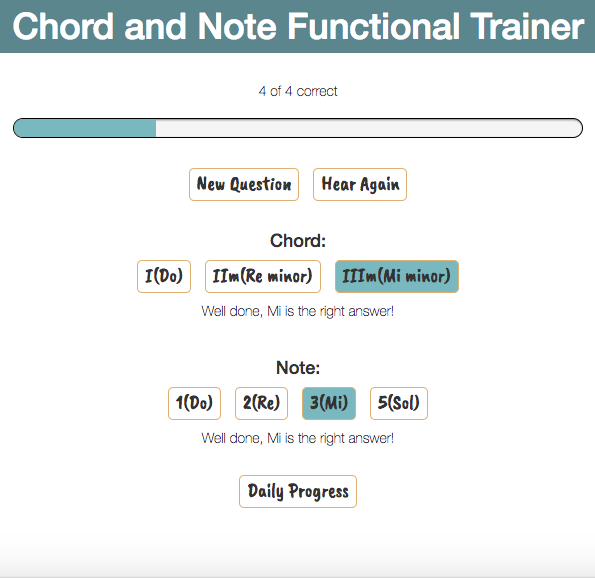 Chord and Note Functional Trainer
4 of 4 correct
New Question Hear Again
Chord:
I(Do) IIm(Re minor) IIIm(Mi minor)
Well done, Mi is the right answer!
Note:
1(Do) 2(Re) 3(Mi) 5(Sol)
Well done, Mi is the right answer!
Daily Progress